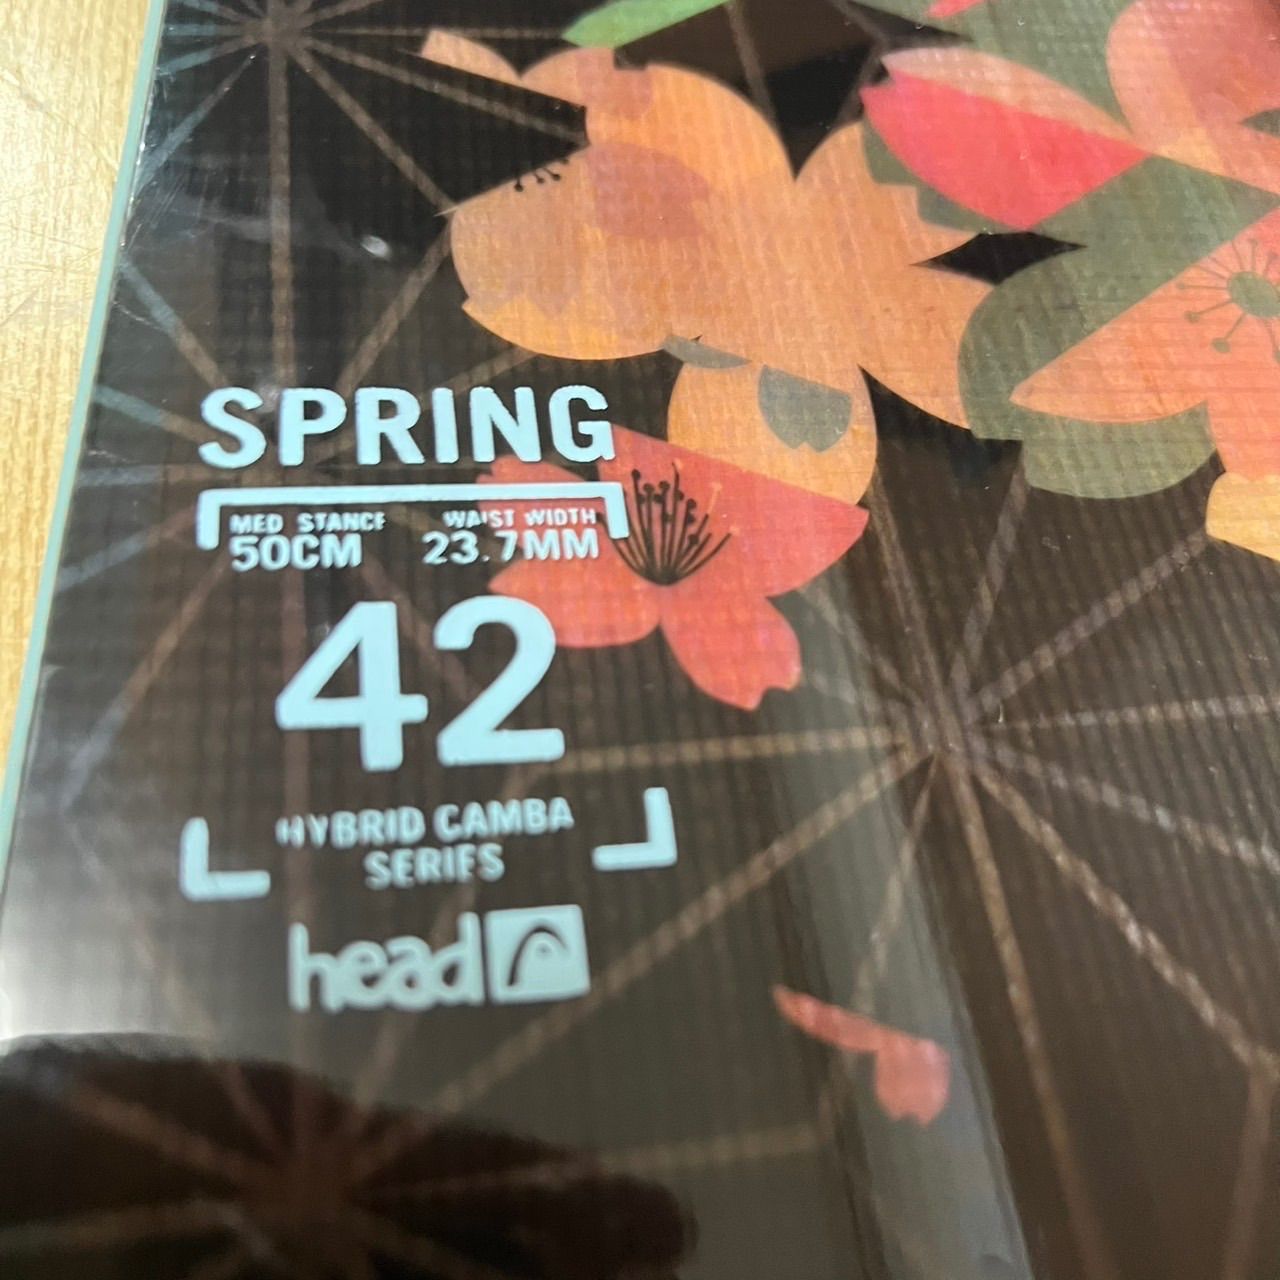 SPRING
MED STANCE WAIST WIDTH
50CM 23.7MM
42
HYBRID CAMBA
SERIES
head